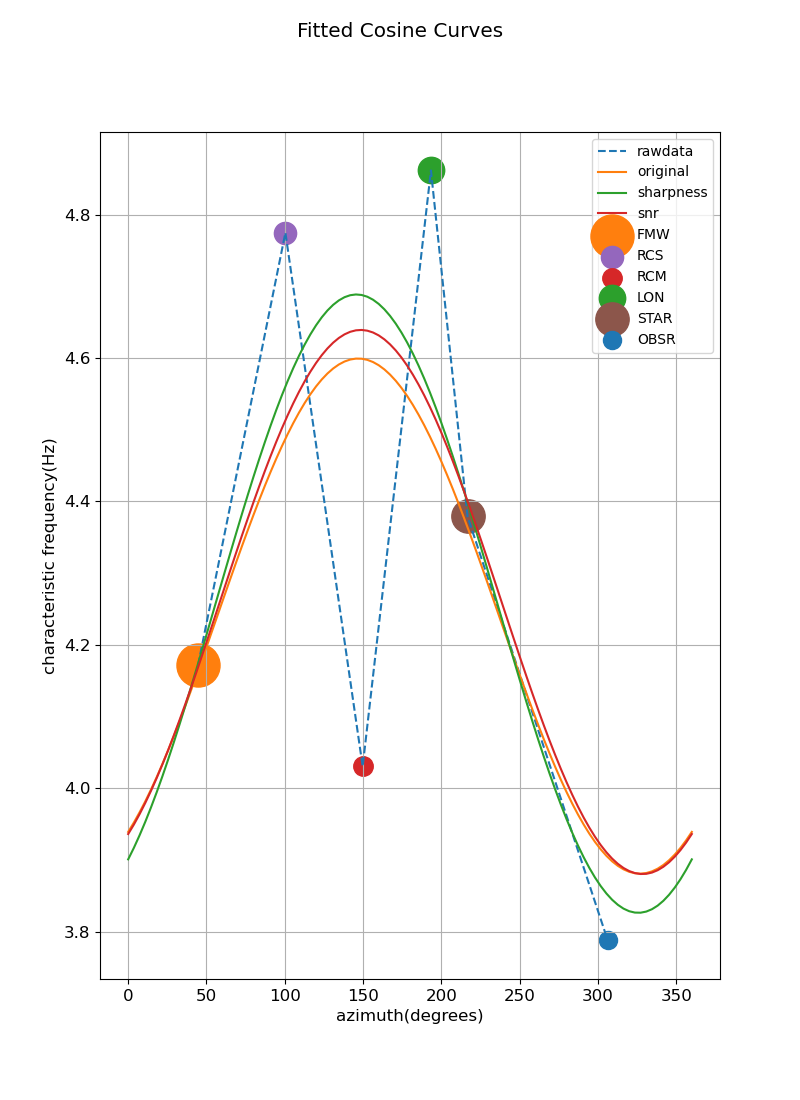 Fitted Cosine Curves
rawdata
original
sharpness
snr
FMW
RCS
RCM
LON
STAR
OBSR
characteristic frequency(Hz)
4.8
4.6
4.4
4.2
4.0
3.8
0 50 100 150 200 250 300 350
azimuth(degrees)